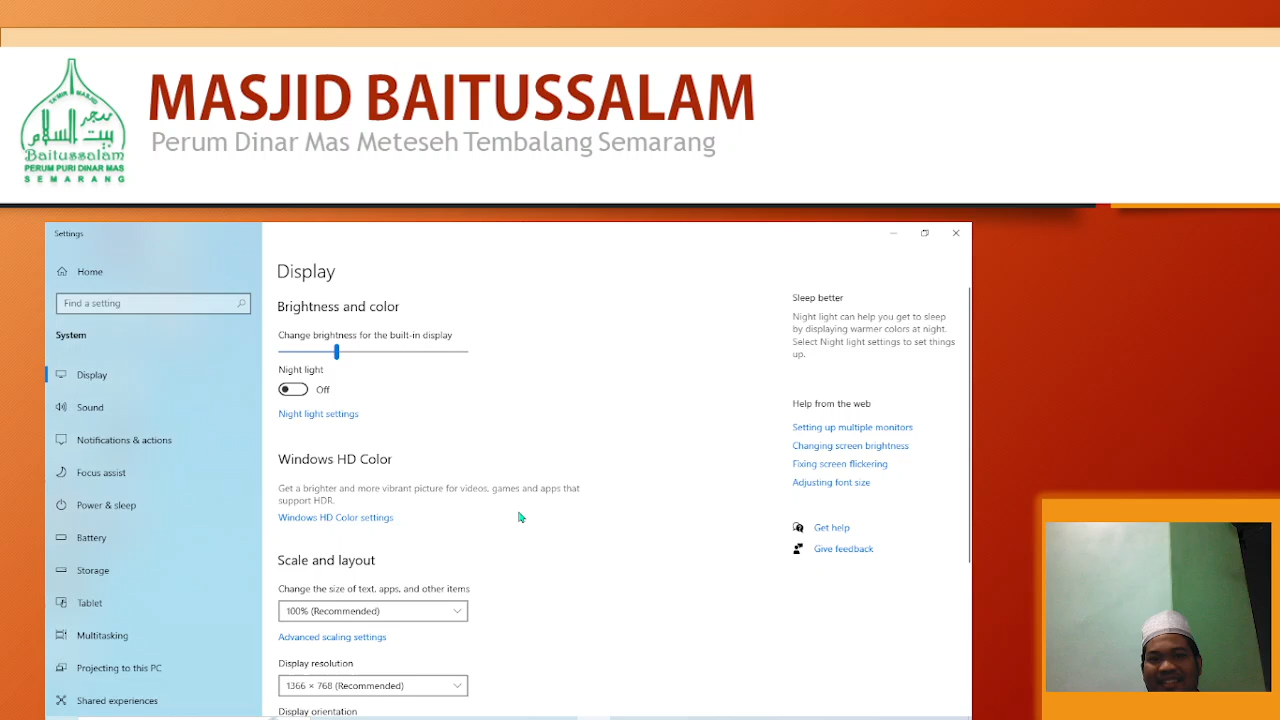 MASJID BAITUSSALAM
Perum Dinar Mas Meteseh Tembalang Semarang
TA'MIR MASJID
مسجد
بيت السلام
Baitussalam
PERUM PURI DINAR MAS
SEMARANG
Settings
Home
Find a setting
System
Display
Sound
Notifications & actions
Focus assist
Power & sleep
Battery
Storage
Tablet
Multitasking
Projecting to this PC
Shared experiences
Display
Brightness and color
Change brightness for the built-in display
Night light
Off
Night light settings
Windows HD Color
Get a brighter and more vibrant picture for videos, games and apps that
support HDR.
Windows HD Color settings
Scale and layout
Change the size of text, apps, and other items
100% (Recommended)
Advanced scaling settings
Display resolution
1366 × 768 (Recommended)
Display orientation
Sleep better
Night light can help you get to sleep
by displaying warmer colors at night.
Select Night light settings to set things
up.
Help from the web
Setting up multiple monitors
Changing screen brightness
Fixing screen flickering
Adjusting font size
Get help
Give feedback